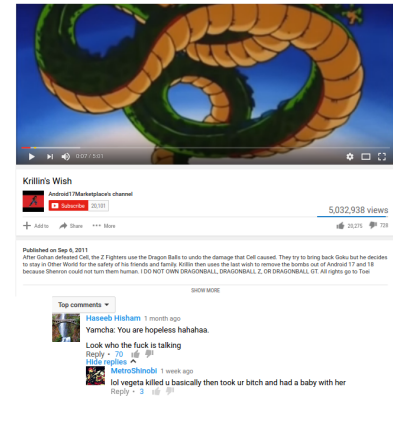 0:07 / 5:01
Krillin's Wish
Android17Marketplace's channel
Subscribe 20,101
5,032,938 views
Add to Share More
20,275 728
Published on Sep 6, 2011
After Gohan defeated Cell, the Z Fighters use the Dragon Balls to undo the damage that Cell caused. They try to bring back Goku but he decides
to stay in Other World for the safety of his friends and family. Krillin then uses the last wish to remove the bombs out of Android 17 and 18
because Shenron could not turn them human. I DO NOT OWN DRAGONBALL, DRAGONBALL Z, OR DRAGONBALL GT. All rights go to Toei
SHOW MORE
Top comments
Haseeb Hisham 1 month ago
Yamcha: You are hopeless hahahaa.
Look who the fuck is talking
Reply • 70
Hide replies
MetroShinobi 1 week ago
lol vegeta killed u basically then took ur bitch and had a baby with her
Reply • 3